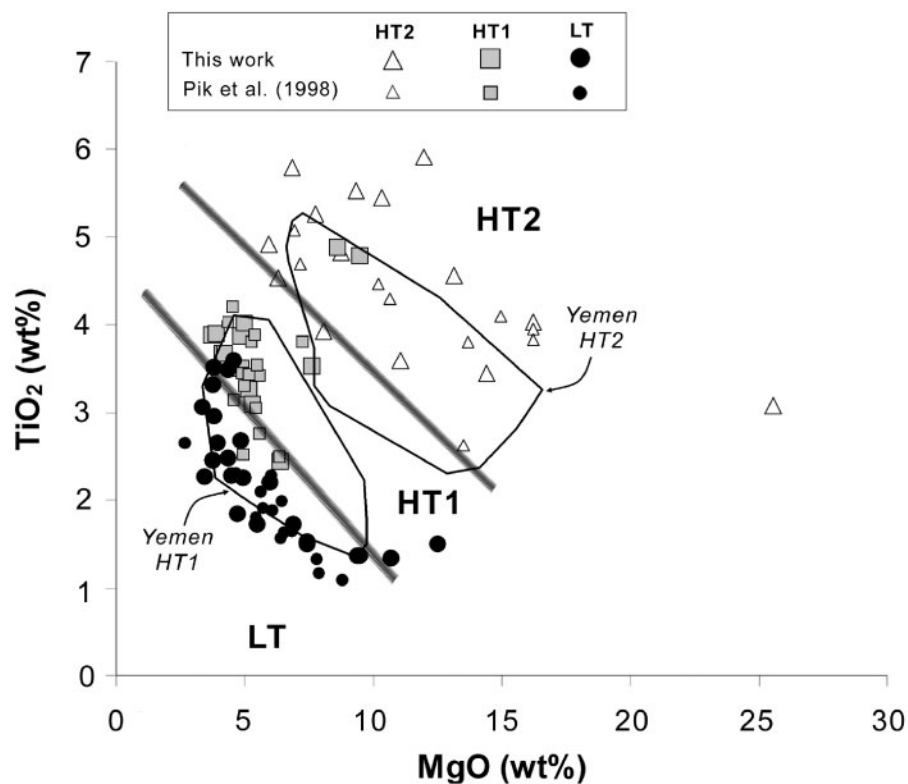 HT2 HT1 LT
This work
Pik et al. (1998)
7
6
5
4
3
2
1
0
TiO₂ (wt%)
HT2
Yemen
HT2
HT1
Yemen
HT1
LT
0 5 10 15 20 25 30
MgO (wt%)